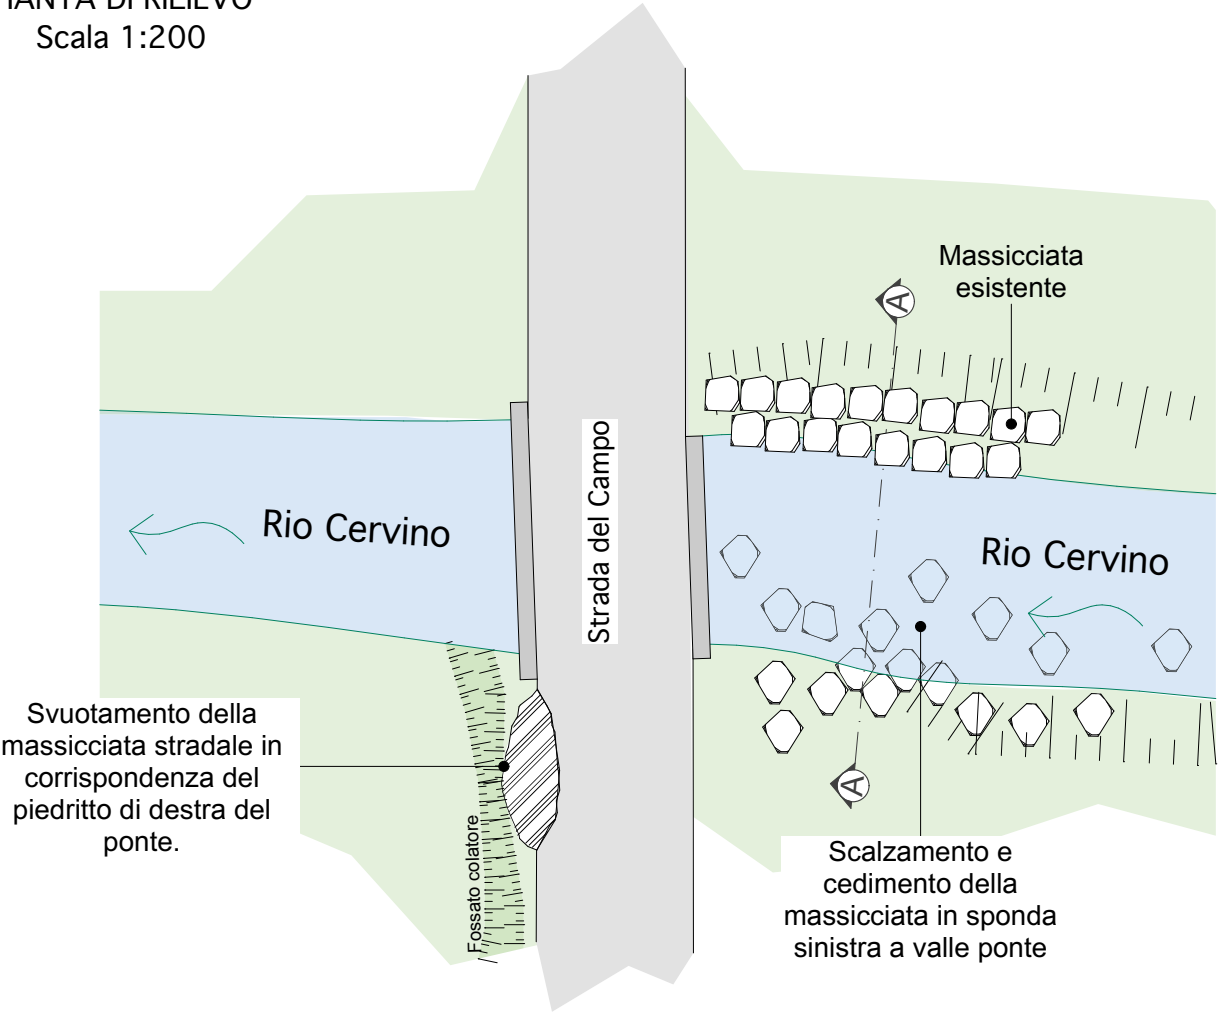 Scala 1:200
Massicciata
esistente
A
Strada del Campo
Rio Cervino
Rio Cervino
Svuotamento della
massicciata stradale in
corrispondenza del
piedritto di destra del
ponte.
Fossato colatore
A
Scalzamento e
cedimento della
massicciata in sponda
sinistra a valle ponte